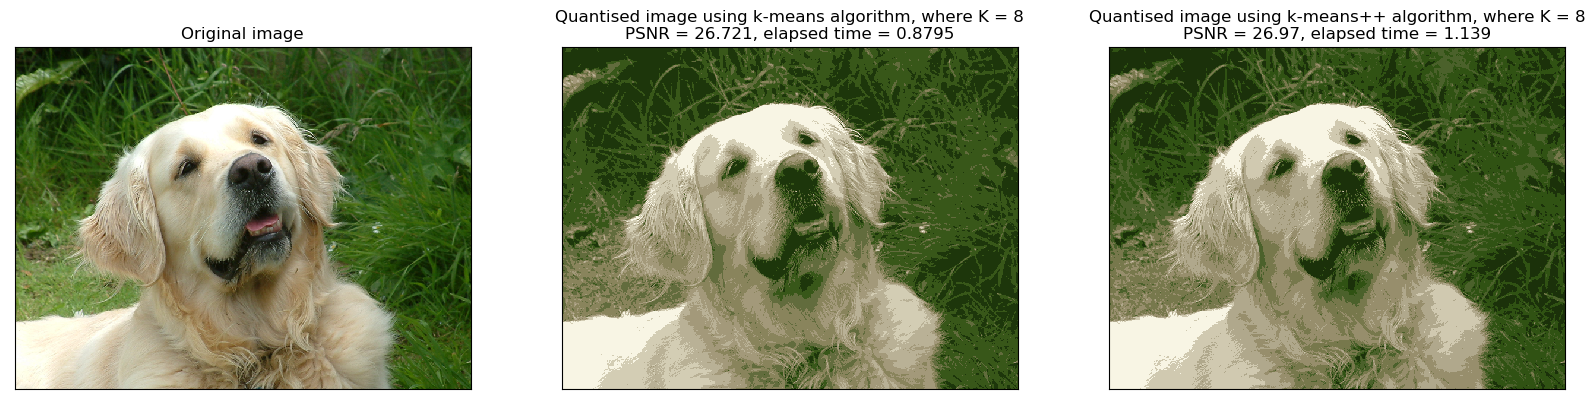 Original image
Quantised image using k-means algorithm, where K = 8
PSNR = 26.721, elapsed time = 0.8795
Quantised image using k-means++ algorithm, where K = 8
PSNR = 26.97, elapsed time = 1.139